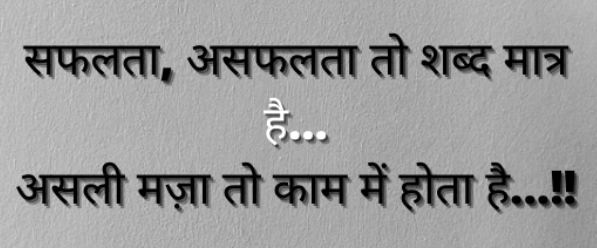 सफलता, असफलता तो शब्द मात्र
है...
असली मज़ा तो काम में होता है...!!